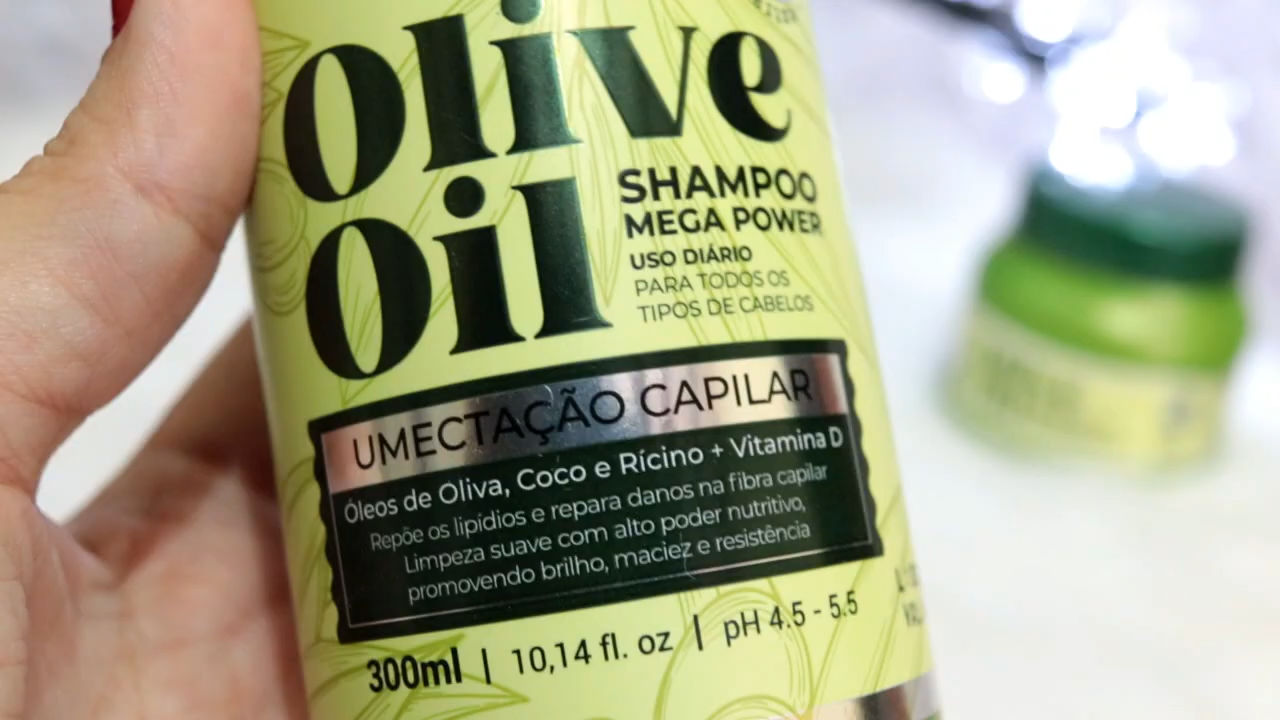 Olive
Oil
SHAMPOO
MEGA POWER
USO DIÁRIO
PARA TODOS OS
TIPOS DE CABELOS
UMECTAÇÃO CAPILAR
Óleos de Oliva, Coco e Rícino + Vitamina D
Repõe os lipídios e repara danos na fibra capilar
Limpeza suave com alto poder nutritivo,
promovendo brilho, maciez e resistência
300ml | 10,14 fl. oz | pH 4.5 - 5.5